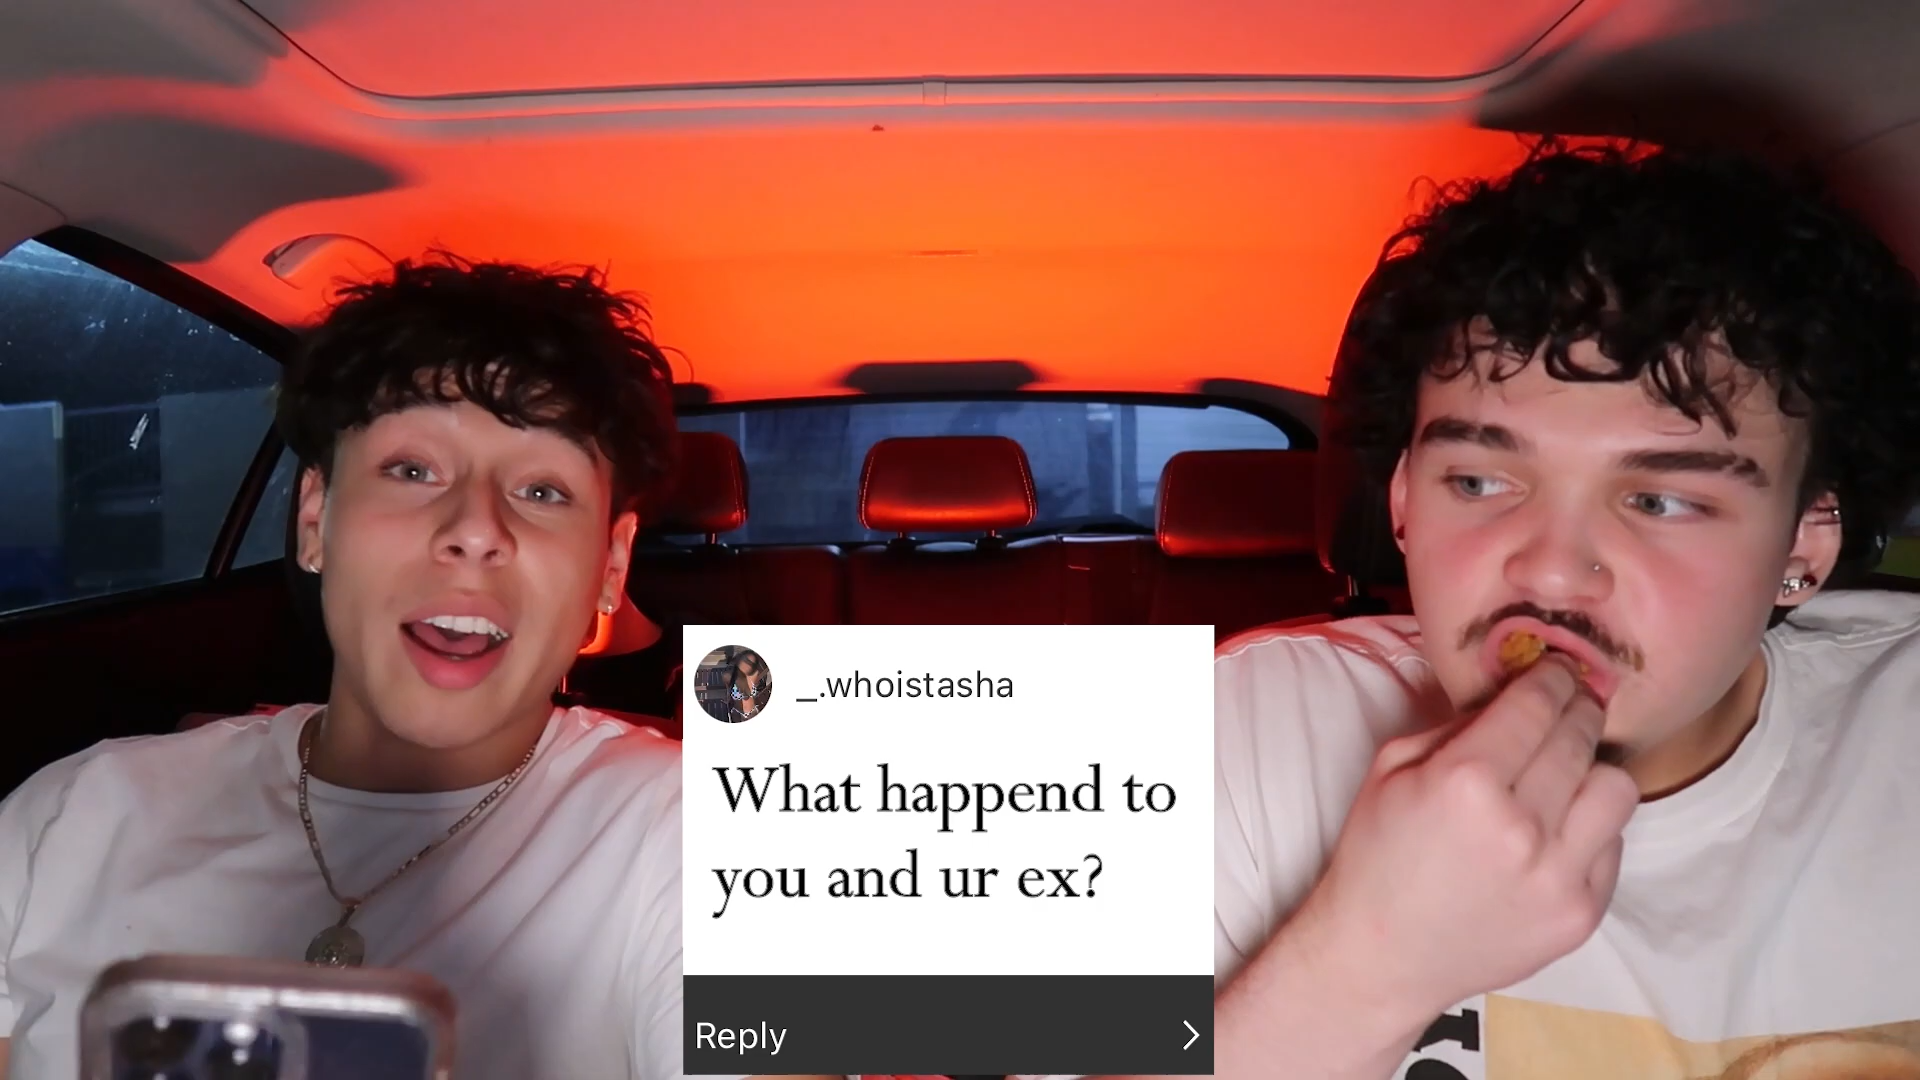 _.whoistasha
What happend to
you and ur ex?
Reply